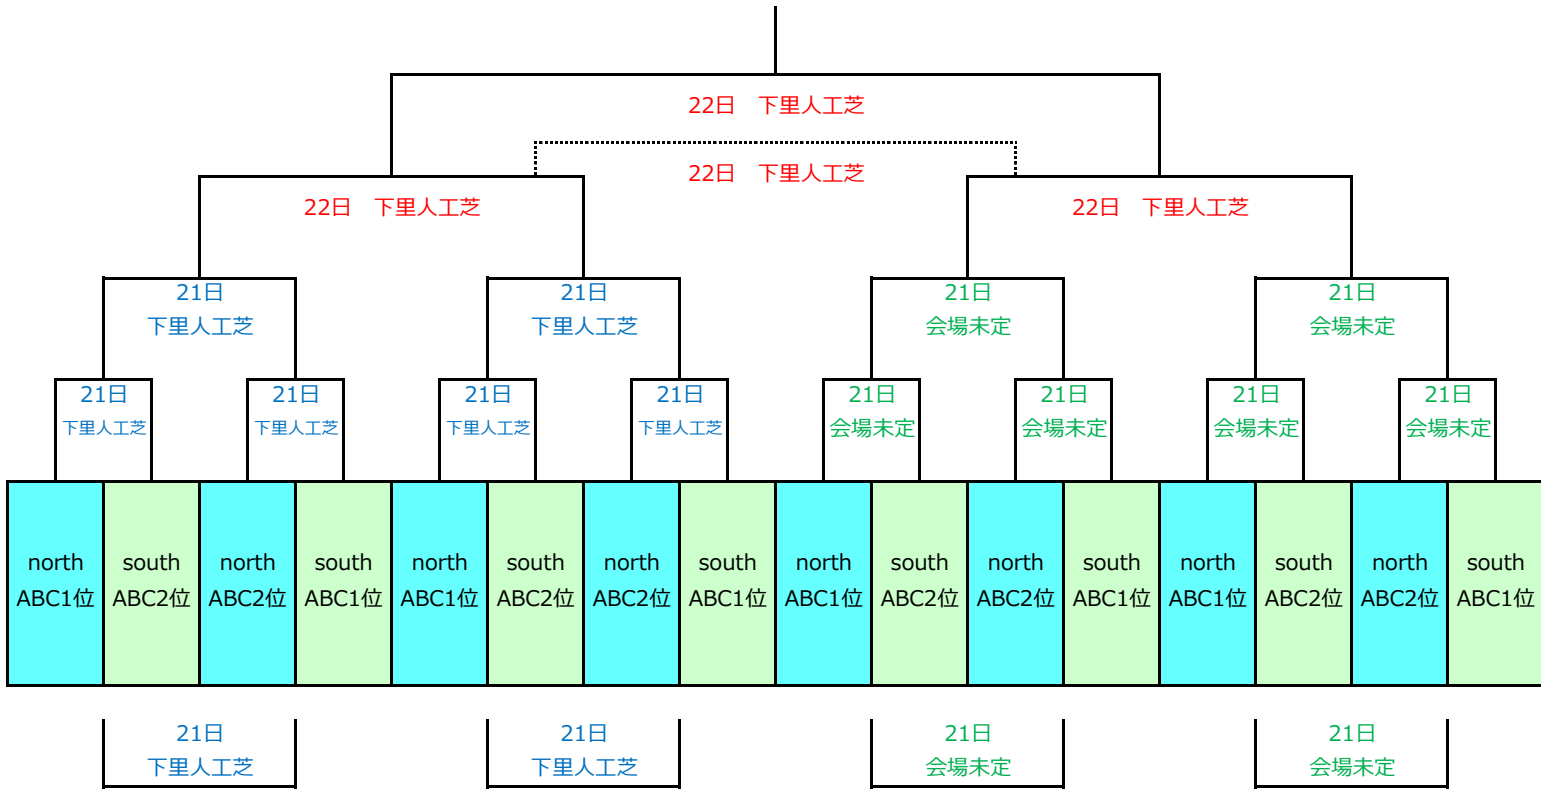 22日　下里人工芝
22日　下里人工芝
22日　下里人工芝
22日　下里人工芝
21日
下里人工芝
21日
下里人工芝
21日
会場未定
21日
会場未定
21日
下里人工芝
21日
下里人工芝
21日
下里人工芝
21日
下里人工芝
21日
会場未定
21日
会場未定
21日
会場未定
21日
会場未定
north
ABC1位
south
ABC2位
north
ABC2位
south
ABC1位
north
ABC1位
south
ABC2位
north
ABC2位
south
ABC1位
north
ABC1位
south
ABC2位
north
ABC2位
south
ABC1位
north
ABC1位
south
ABC2位
north
ABC2位
south
ABC1位
21日
下里人工芝
21日
下里人工芝
21日
会場未定
21日
会場未定